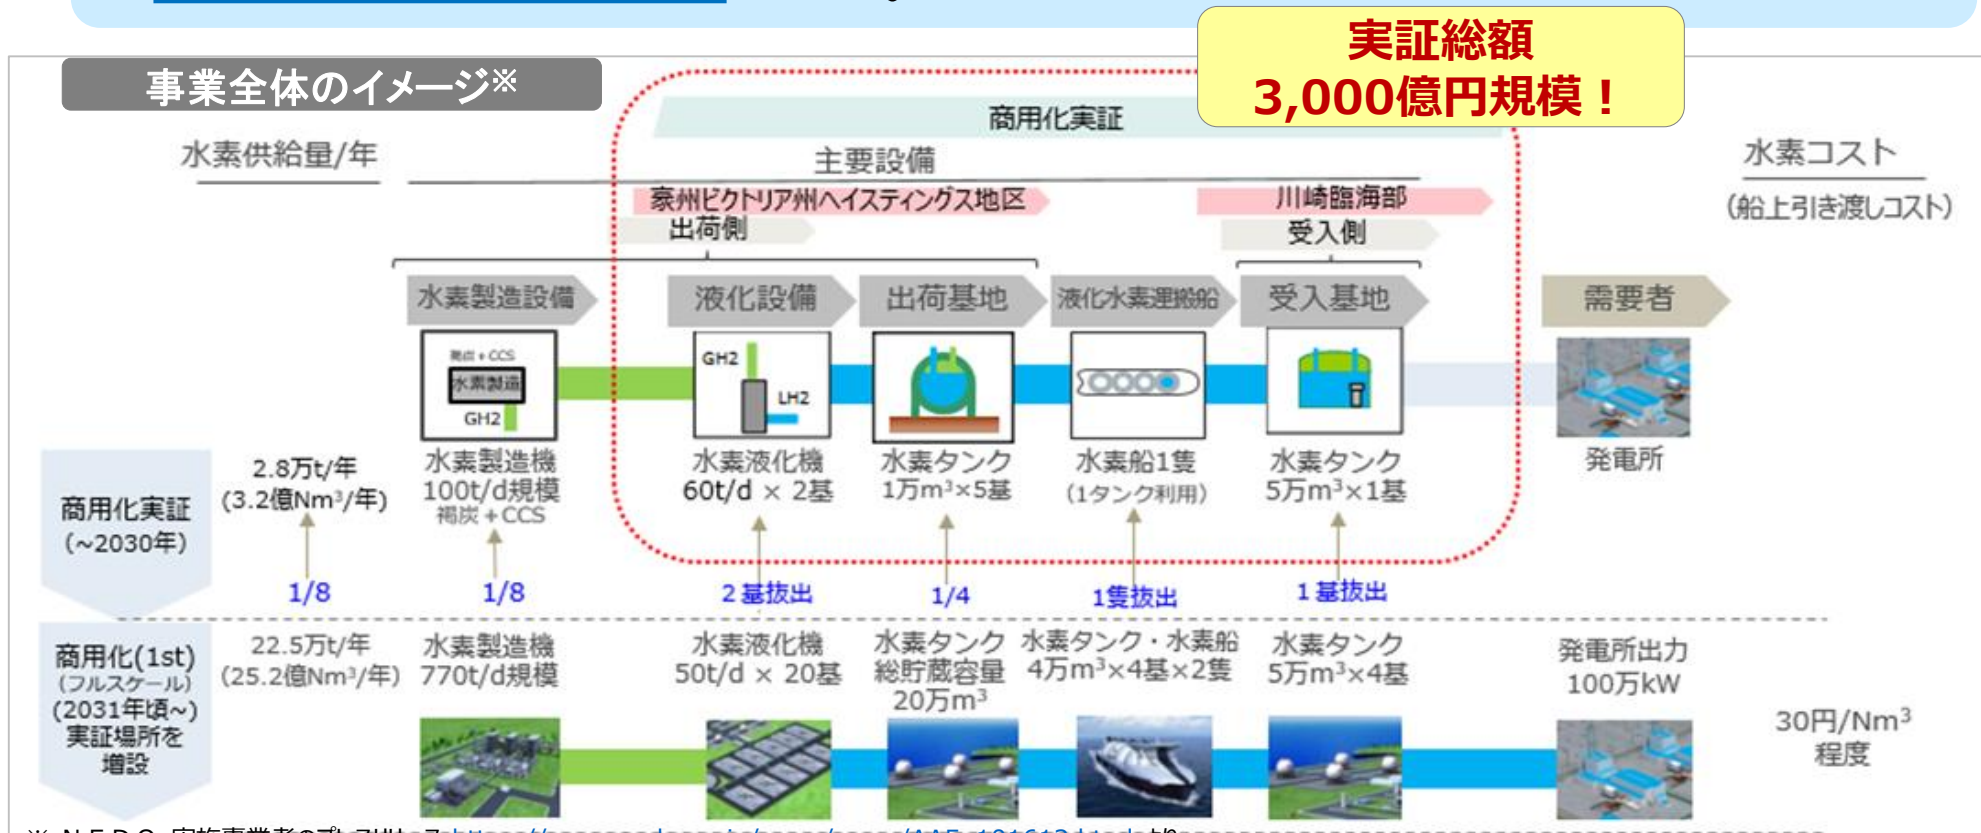 実証総額
3,000億円規模！
事業全体のイメージ※
商用化実証
水素供給量/年
主要設備
水素コスト
(船上引き渡しコスト)
豪州ビクトリア州ヘイスティングス地区
川崎臨海部
出荷側
受入側
水素製造設備
液化設備
出荷基地
液化水素運搬船
受入基地
需要者
褐炭+CCS
水素製造
GH2
GH2
LH2
商用化実証
(~2030年)
2.8万t/年
(3.2億Nm³/年)
水素製造機
100t/d規模
褐炭+CCS
水素液化機
60t/d × 2基
水素タンク
1万m³×5基
水素船1隻
(1タンク利用)
水素タンク
5万m³×1基
発電所
1/8
1/8
2基抜出
1/4
1隻抜出
1基抜出
商用化(1st)
(フルスケール)
(2031年頃~)
実証場所を
増設
22.5万t/年
(25.2億Nm³/年)
水素製造機
770t/d規模
水素液化機
50t/d × 20基
水素タンク
総貯蔵容量
20万m³
水素タンク・水素船
4万m³×4基×2隻
水素タンク
5万m³×4基
発電所出力
100万kW
30円/Nm³
程度